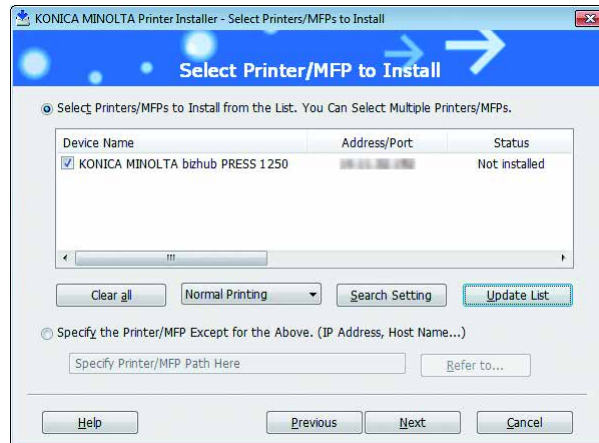 KONICA MINOLTA Printer Installer - Select Printers/MFPs to Install
Select Printer/MFP to Install
Select Printers/MFPs to Install from the List. You Can Select Multiple Printers/MFPs.
Device Name Address/Port Status
KONICA MINOLTA bizhub PRESS 1250 Not installed
Clear all Normal Printing Search Setting Update List
Specify the Printer/MFP Except for the Above. (IP Address, Host Name...)
Specify Printer/MFP Path Here Refer to...
Help Previous Next Cancel